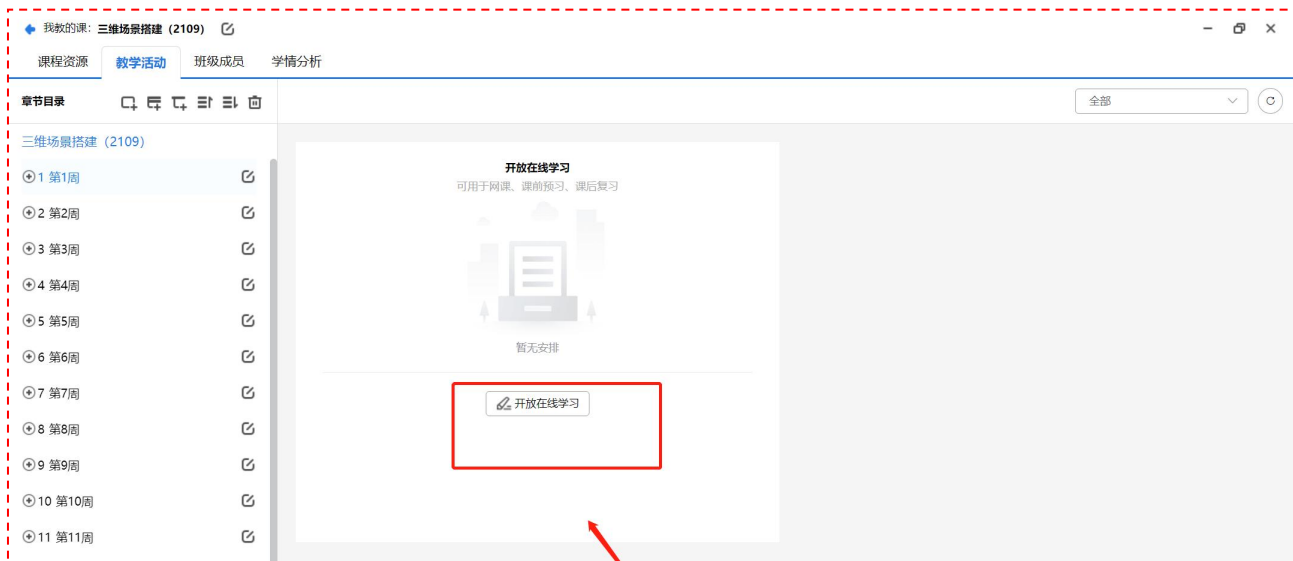 我教的课: 三维场景搭建（2109）
课程资源 教学活动 班级成员 学情分析
章节目录
全部
三维场景搭建（2109）
1 第1周
2 第2周
3 第3周
4 第4周
5 第5周
6 第6周
7 第7周
8 第8周
9 第9周
10 第10周
11 第11周
开放在线学习
可用于网课、课前预习、课后复习
暂无安排
开放在线学习